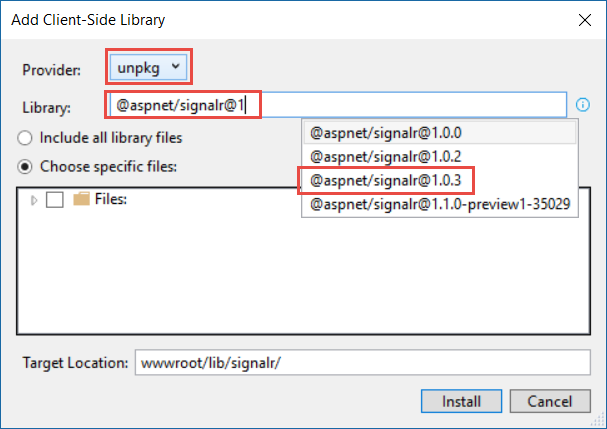 Add Client-Side Library
Provider: unpkg
Library: @aspnet/signalr@1
@aspnet/signalr@1.0.0
@aspnet/signalr@1.0.2
@aspnet/signalr@1.0.3
@aspnet/signalr@1.1.0-preview1-35029
Include all library files
Choose specific files:
Files:
Target Location: wwwroot/lib/signalr/
Install Cancel